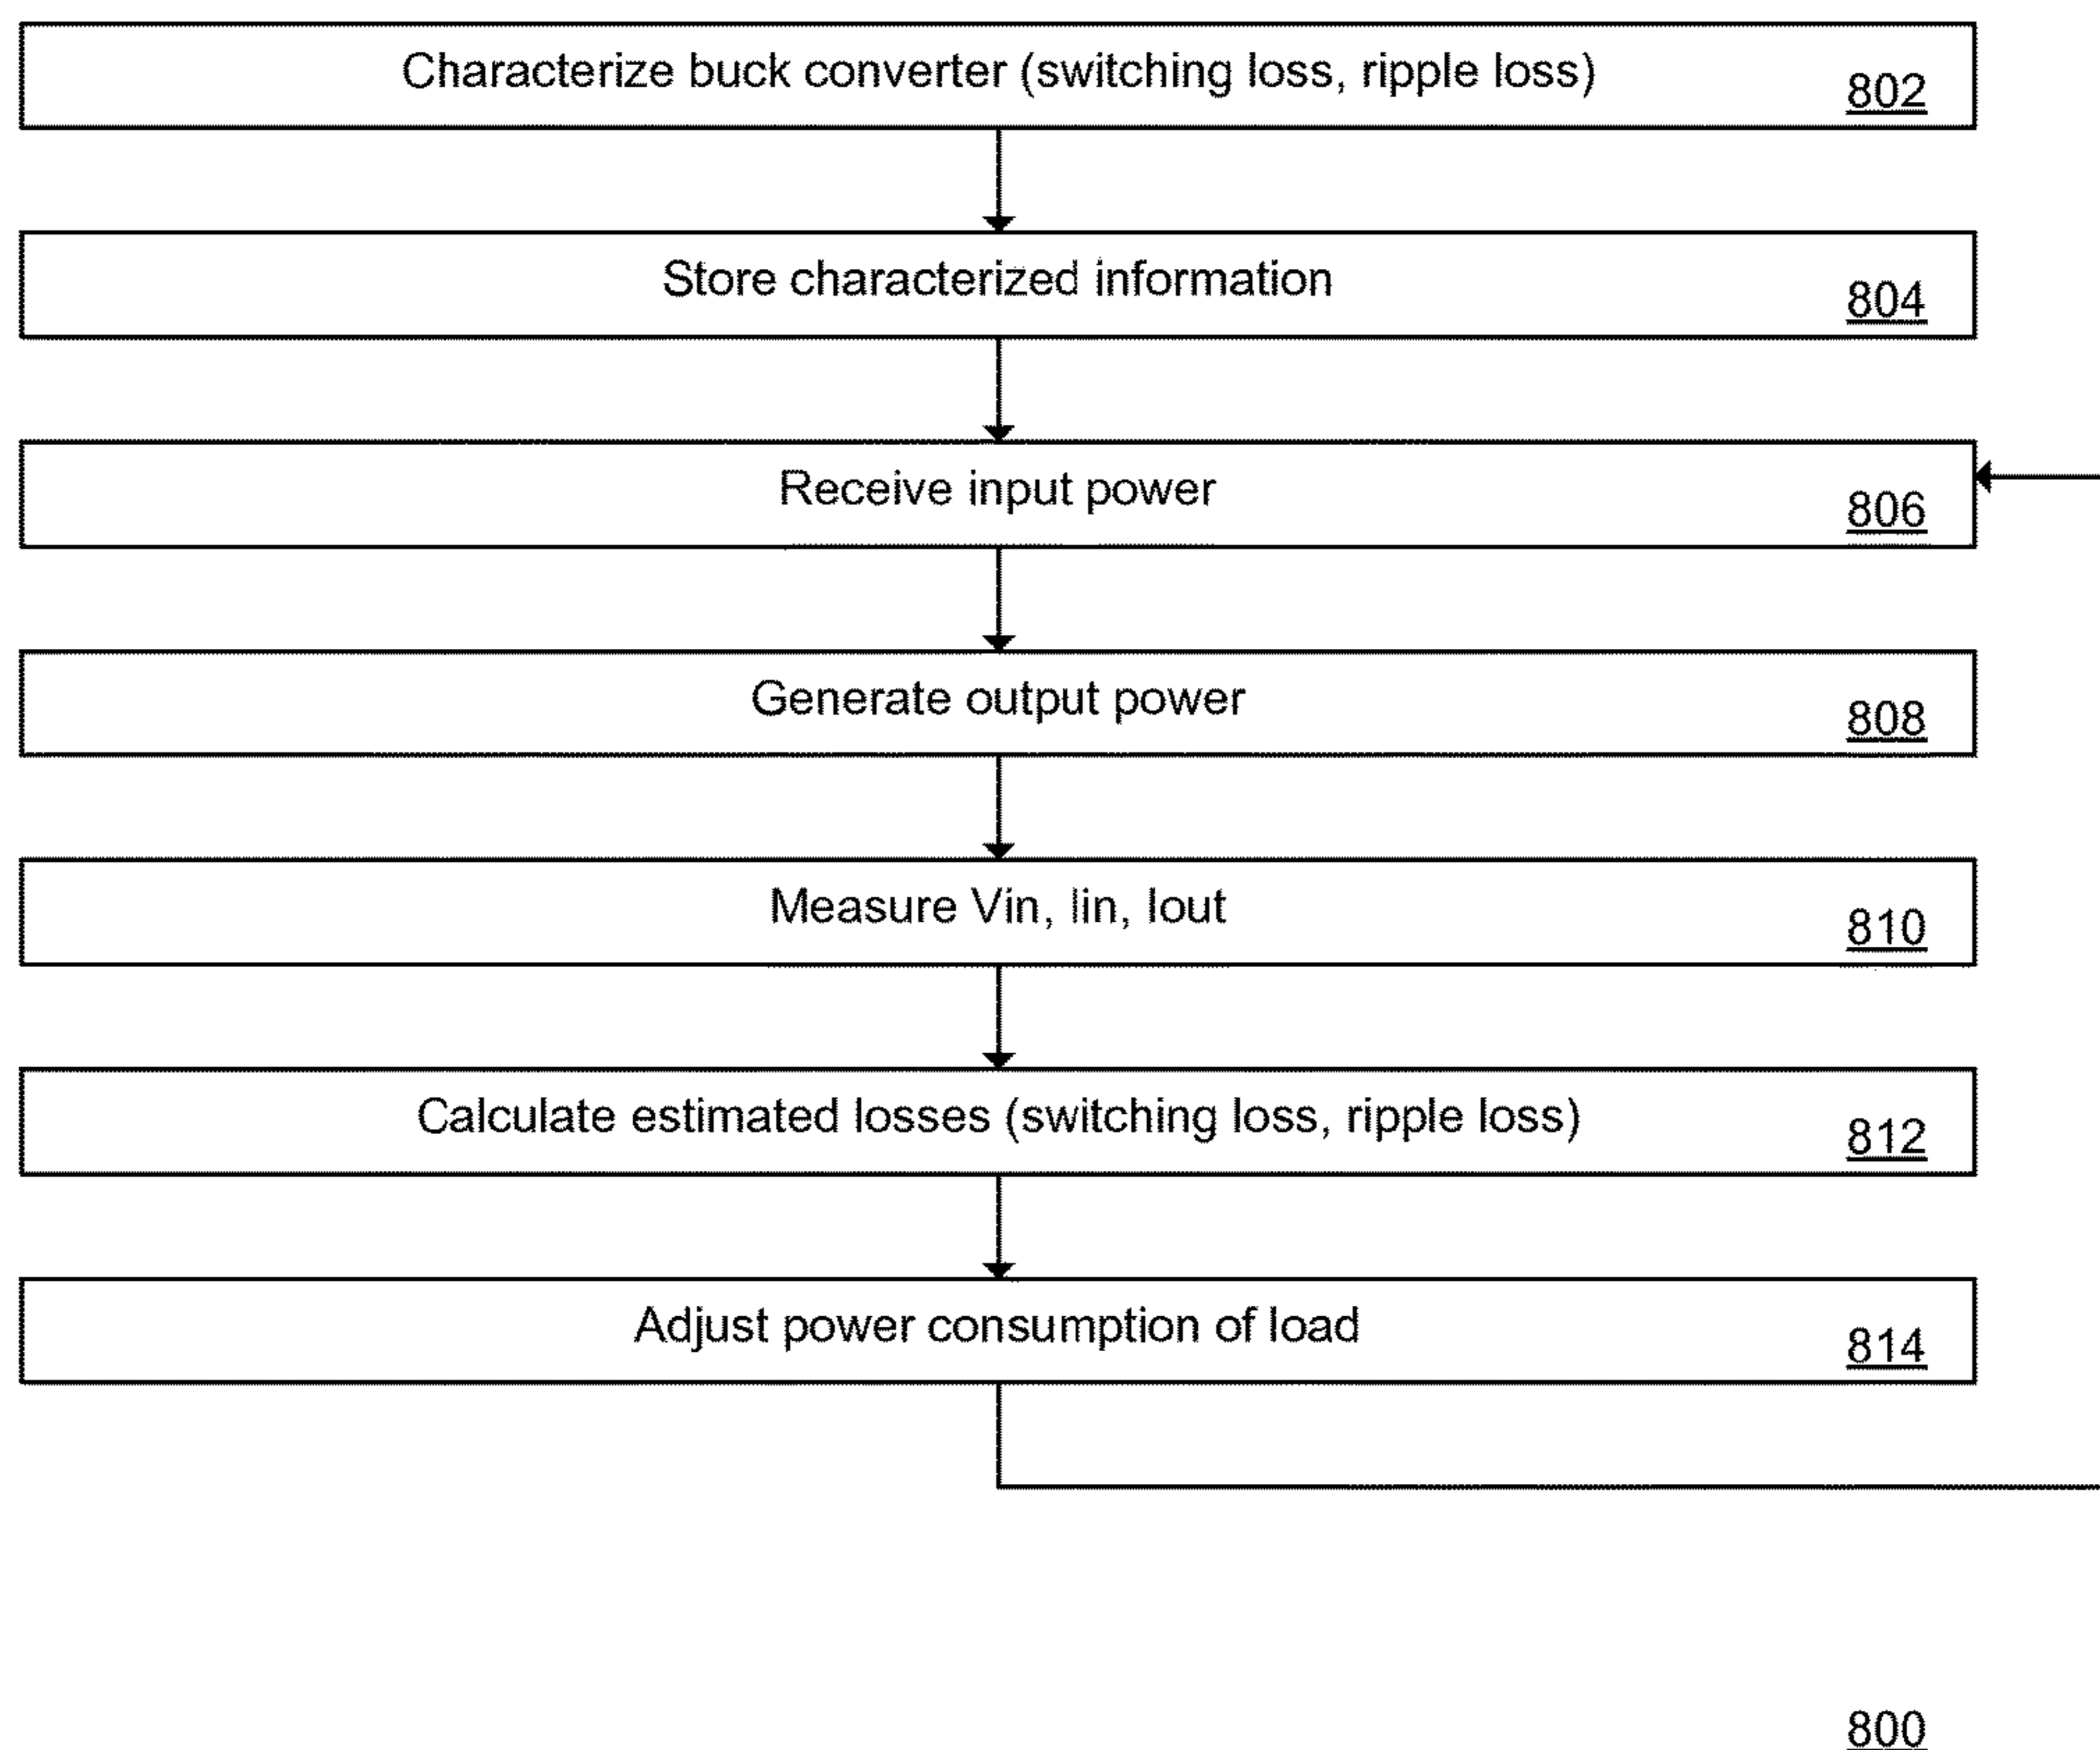 Characterize buck converter (switching loss, ripple loss)
802
Store characterized information
804
Receive input power
806
Generate output power
808
Measure Vin, Iin, Iout
810
Calculate estimated losses (switching loss, ripple loss)
812
Adjust power consumption of load
814
800